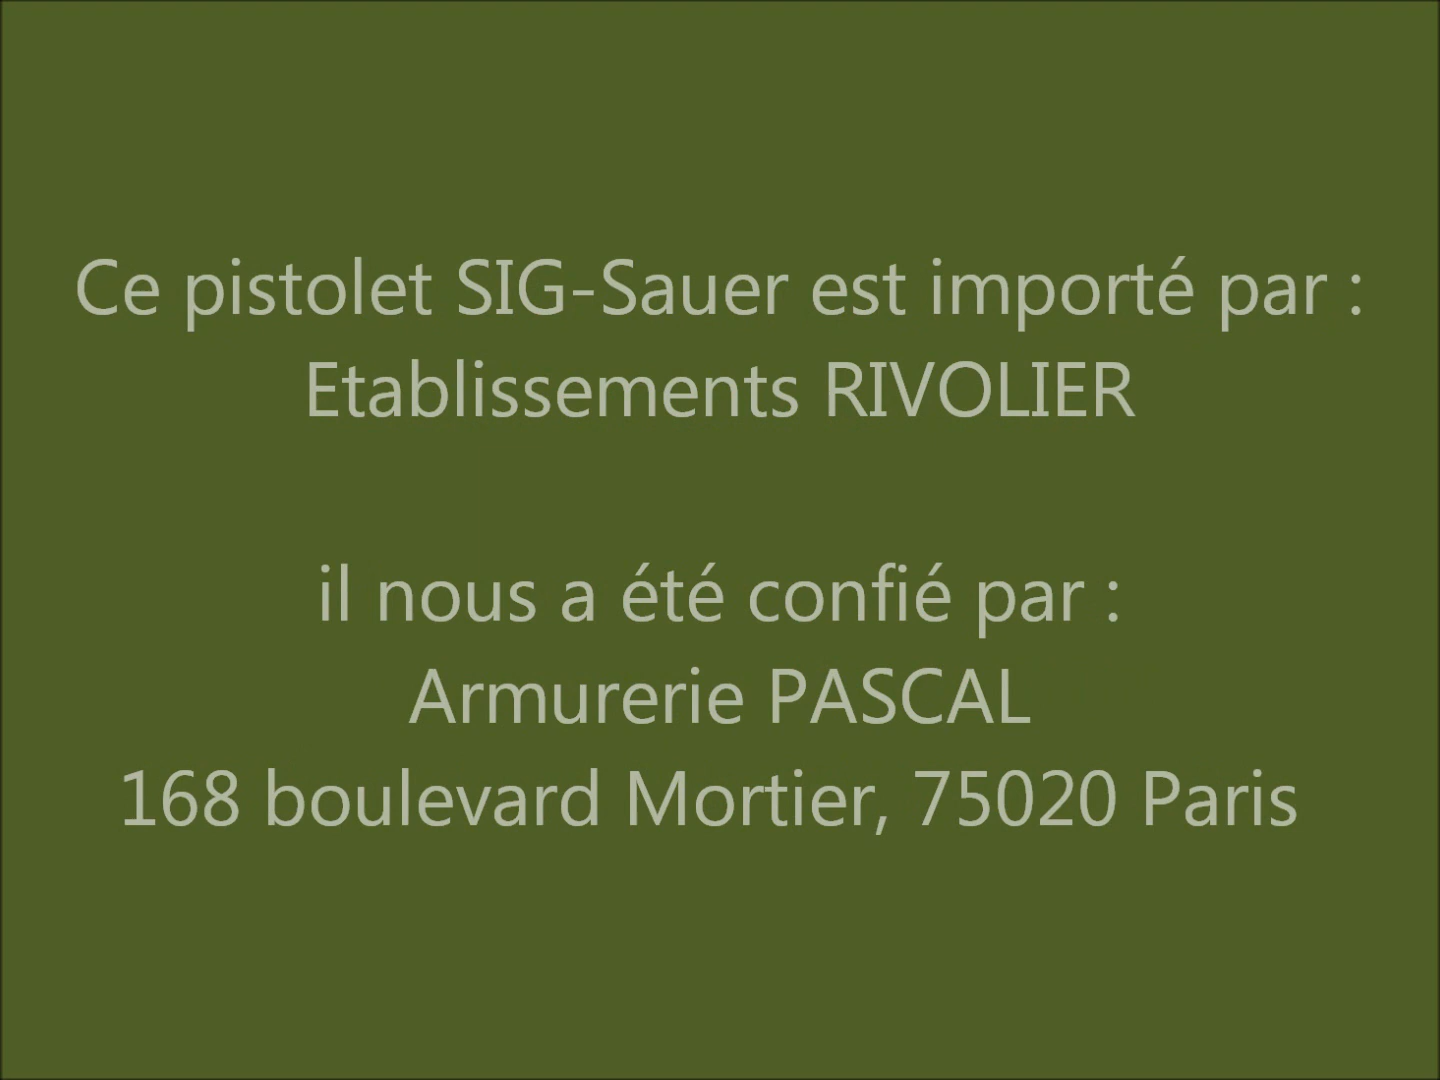 Ce pistolet SIG-Sauer est importé par :
Etablissements RIVOLIER
il nous a été confié par :
Armurerie PASCAL
168 boulevard Mortier, 75020 Paris